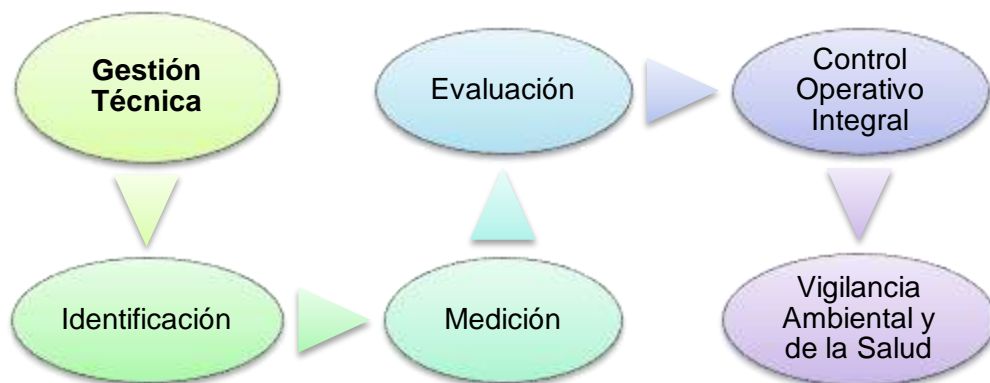 Gestión
Técnica
Identificación
Medición
Evaluación
Control
Operativo
Integral
Vigilancia
Ambiental y
de la Salud